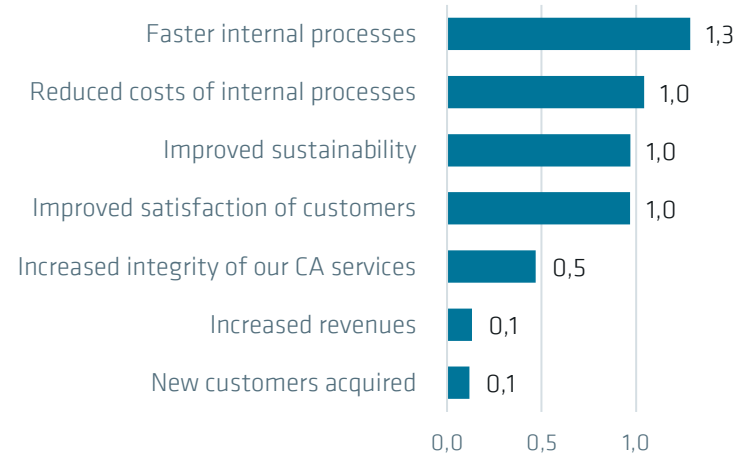 Faster internal processes 1,3
Reduced costs of internal processes 1,0
Improved sustainability 1,0
Improved satisfaction of customers 1,0
Increased integrity of our CA services 0,5
Increased revenues 0,1
New customers acquired 0,1
0,0 0,5 1,0